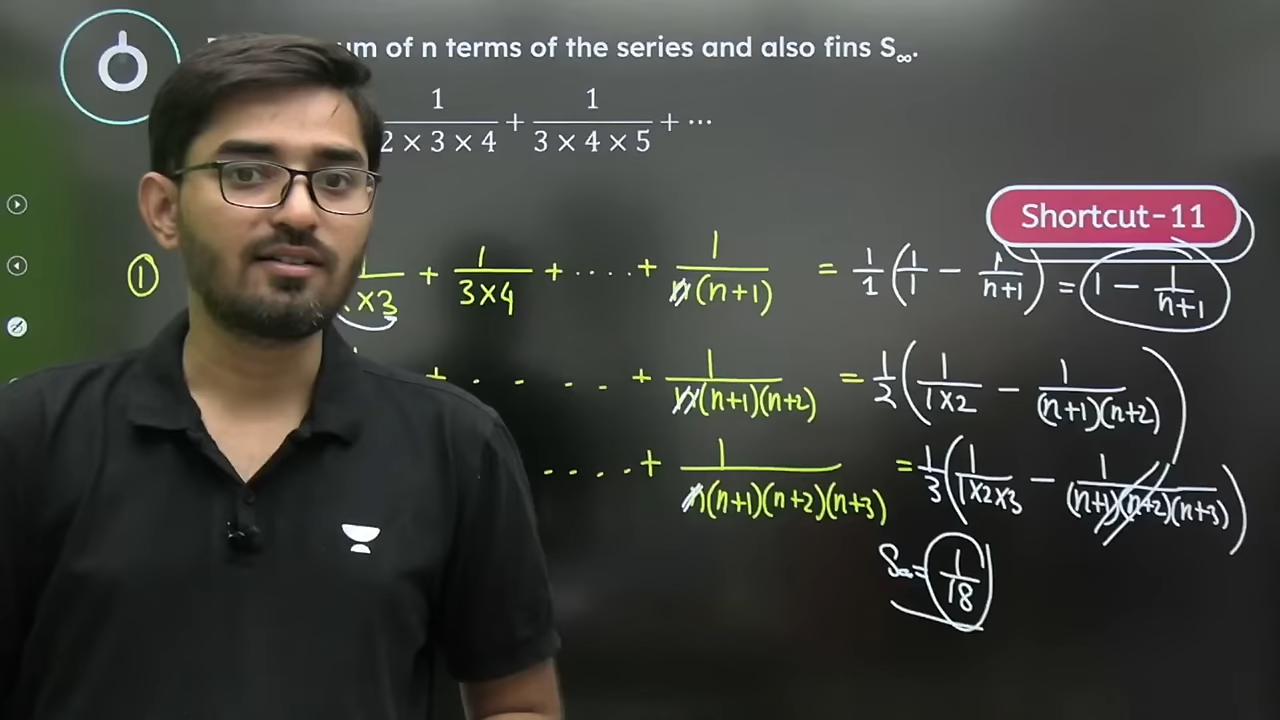 um of n terms of the series and also fins S∞.
1/(2 × 3 × 4) + 1/(3 × 4 × 5) + ⋯
Shortcut-11
① ×3 + 1/(3×4) + .... + 1/(n(n+1)) = 1/1 (1/1 − 1/(n+1)) = 1 − 1/(n+1)
+ . . . . + 1/(n(n+1)(n+2)) = 1/2 (1/(1×2) − 1/((n+1)(n+2)))
.... + 1/(n(n+1)(n+2)(n+3)) = 1/3 (1/(1×2×3) − 1/((n+1)(n+2)(n+3)))
S∞ = 1/18